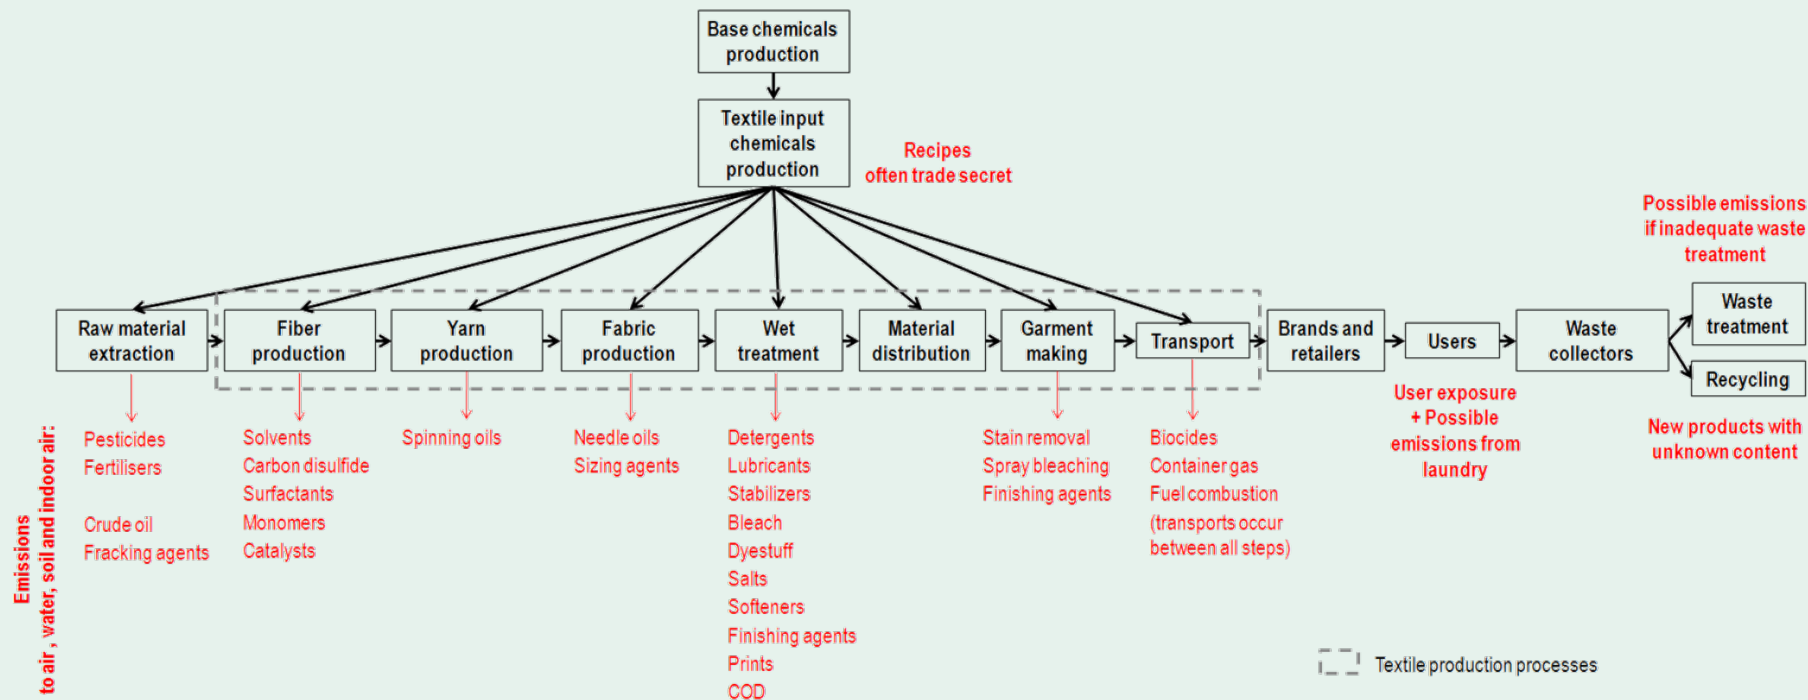 Base chemicals
production
Textile input
chemicals
production
Recipes
often trade secret
Possible emissions
if inadequate waste
treatment
Raw material
extraction
Fiber
production
Yarn
production
Fabric
production
Wet
treatment
Material
distribution
Garment
making
Transport
Brands and
retailers
Users
Waste
collectors
Waste
treatment
Recycling
Emissions
to air , water, soil and indoor air:
Pesticides
Fertilisers
Crude oil
Fracking agents
Solvents
Carbon disulfide
Surfactants
Monomers
Catalysts
Spinning oils
Needle oils
Sizing agents
Detergents
Lubricants
Stabilizers
Bleach
Dyestuff
Salts
Softeners
Finishing agents
Prints
COD
Stain removal
Spray bleaching
Finishing agents
Biocides
Container gas
Fuel combustion
(transports occur
between all steps)
User exposure
+ Possible
emissions from
laundry
New products with
unknown content
Textile production processes